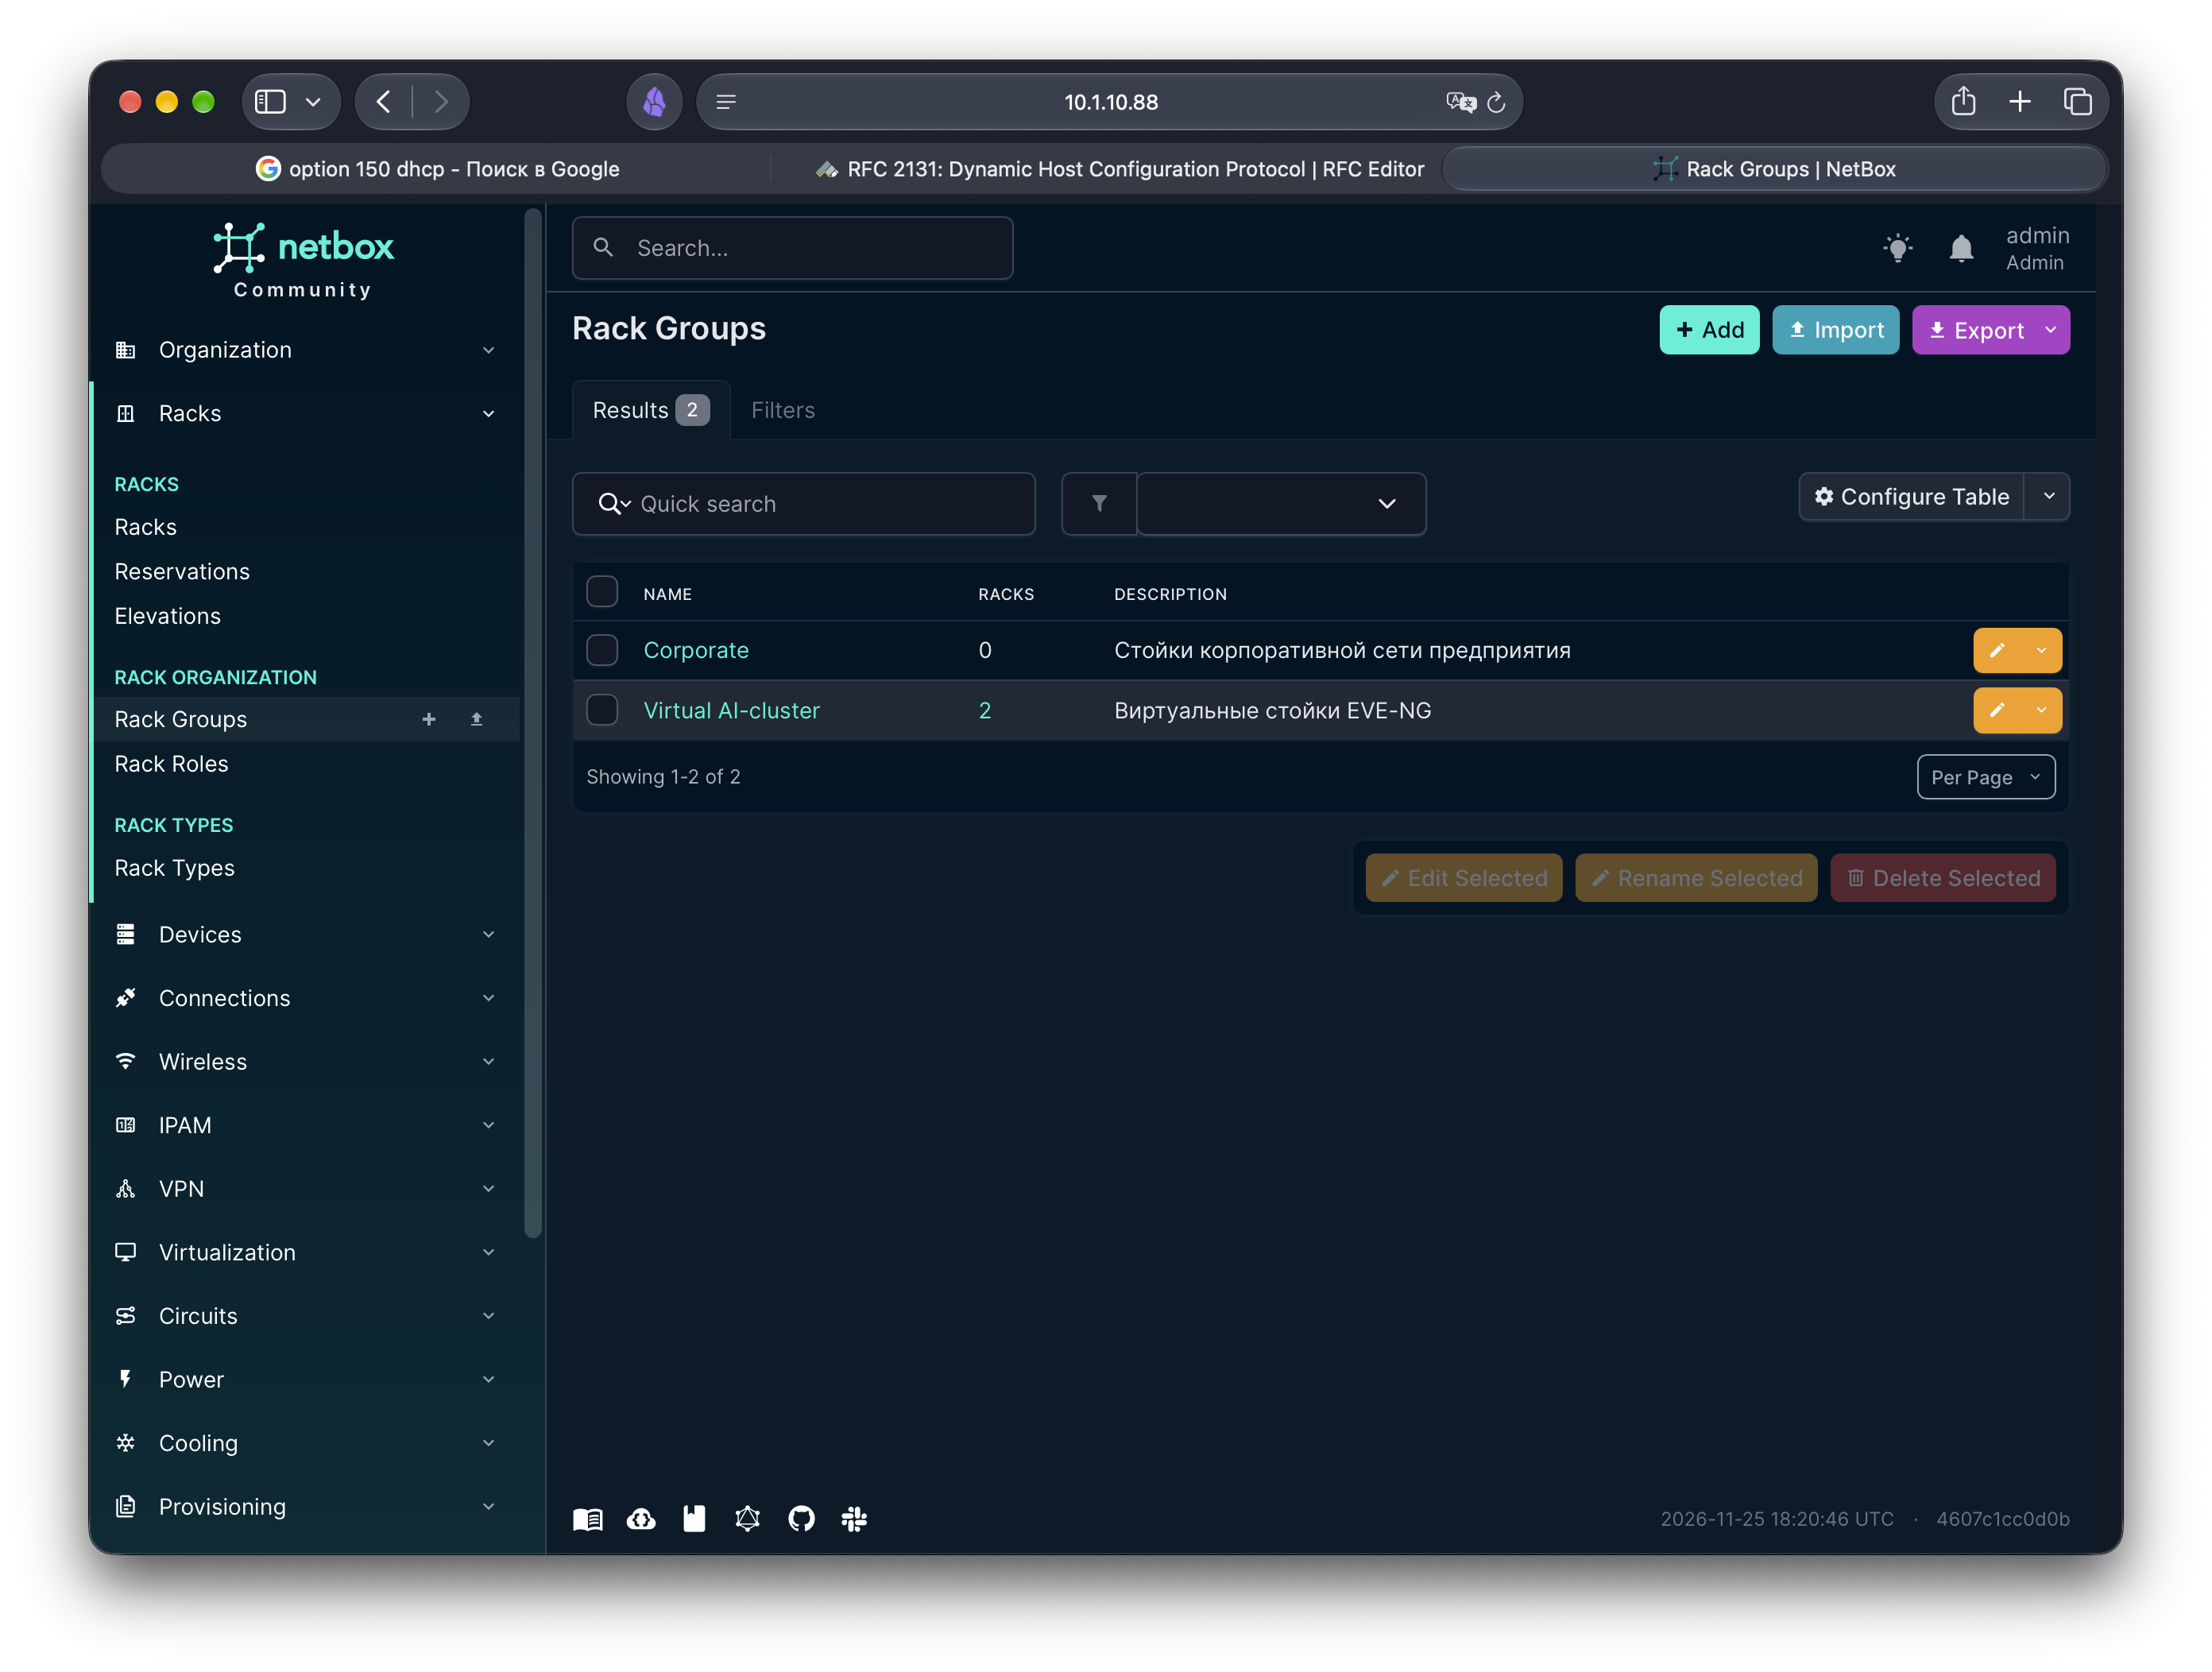 10.1.10.88
option 150 dhcp - Поиск в Google
RFC 2131: Dynamic Host Configuration Protocol | RFC Editor
Rack Groups | NetBox
netbox
Community
Search...
admin
Admin
Organization
Racks
RACKS
Racks
Reservations
Elevations
RACK ORGANIZATION
Rack Groups
Rack Roles
RACK TYPES
Rack Types
Devices
Connections
Wireless
IPAM
VPN
Virtualization
Circuits
Power
Cooling
Provisioning
Rack Groups
Add
Import
Export
Results 2
Filters
Quick search
Configure Table
NAME RACKS DESCRIPTION
Corporate 0 Стойки корпоративной сети предприятия
Virtual AI-cluster 2 Виртуальные стойки EVE-NG
Showing 1-2 of 2
Per Page
Edit Selected
Rename Selected
Delete Selected
2026-11-25 18:20:46 UTC · 4607c1cc0d0b